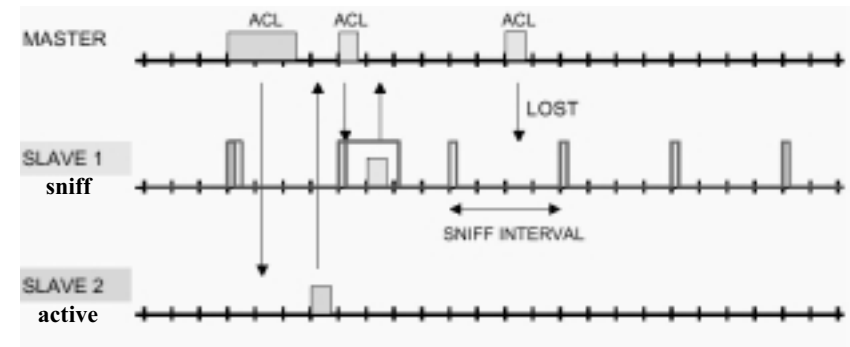 ACL ACL ACL
MASTER
LOST
SLAVE 1
sniff
SNIFF INTERVAL
SLAVE 2
active